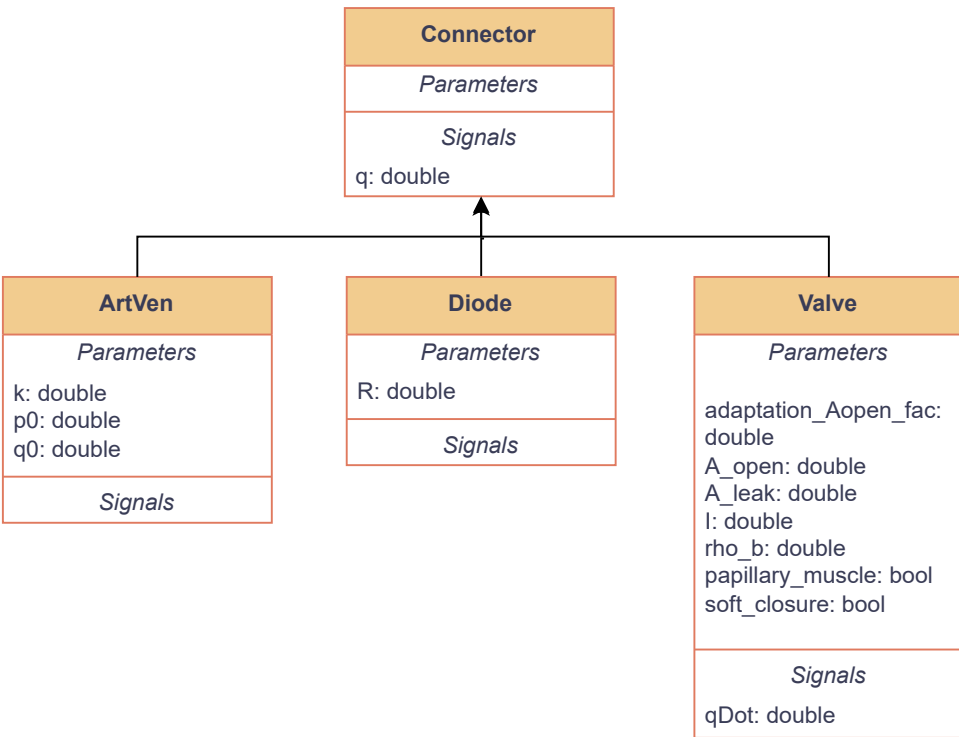 Connector
Parameters
Signals
q: double
ArtVen
Parameters
k: double
p0: double
q0: double
Signals
Diode
Parameters
R: double
Signals
Valve
Parameters
adaptation_Aopen_fac:
double
A_open: double
A_leak: double
l: double
rho_b: double
papillary_muscle: bool
soft_closure: bool
Signals
qDot: double